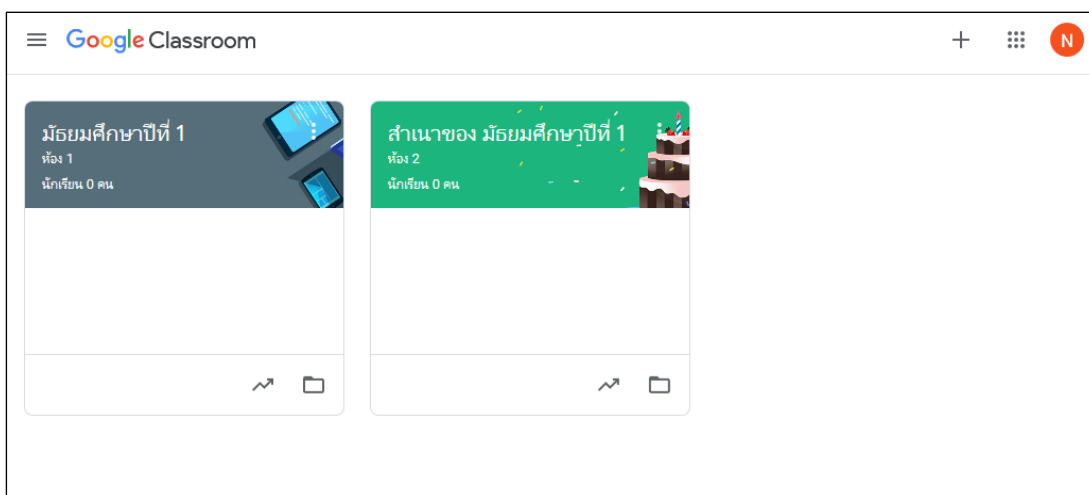 Google Classroom
N
มัธยมศึกษาปีที่ 1
ห้อง 1
นักเรียน 0 คน
สำเนาของ มัธยมศึกษาปีที่ 1
ห้อง 2
นักเรียน 0 คน